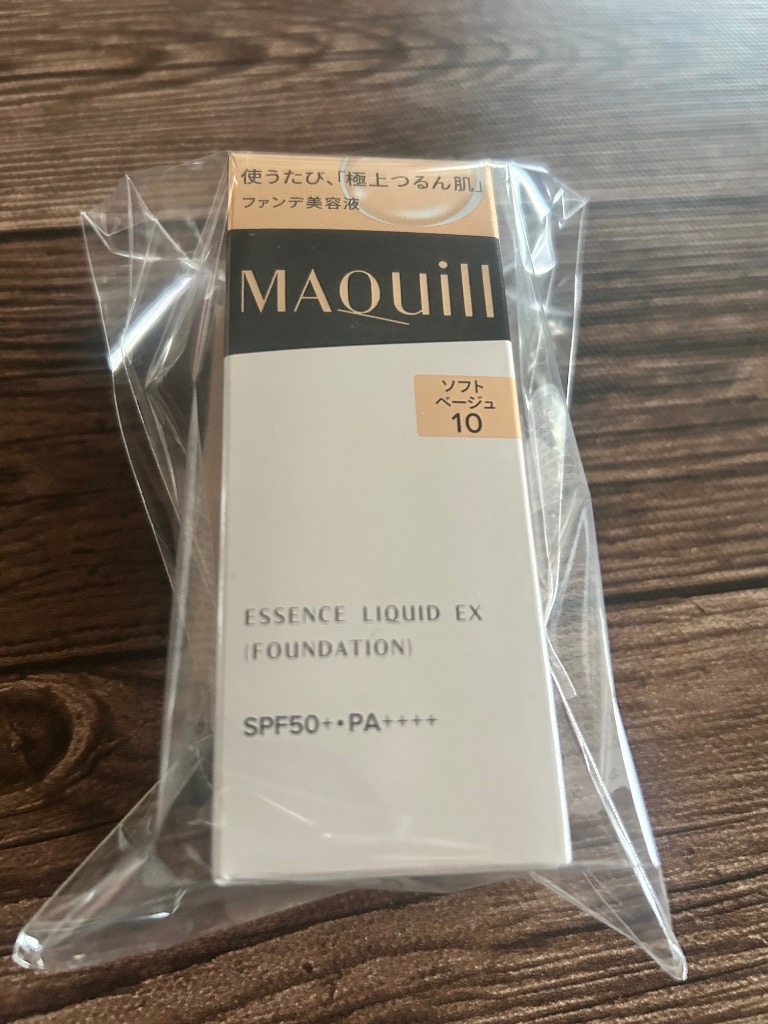 使うたび、「極上つるん肌」
ファンデ美容液
MAQuill
ソフト
ベージュ
10
ESSENCE LIQUID EX
(FOUNDATION)
SPF50+•PA++++